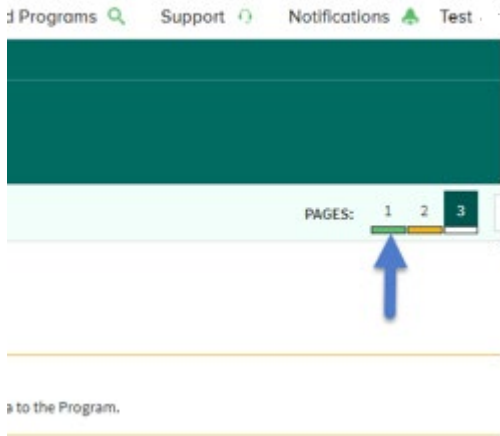 d Programs Support Notifications Test
PAGES: 1 2 3
a to the Program.